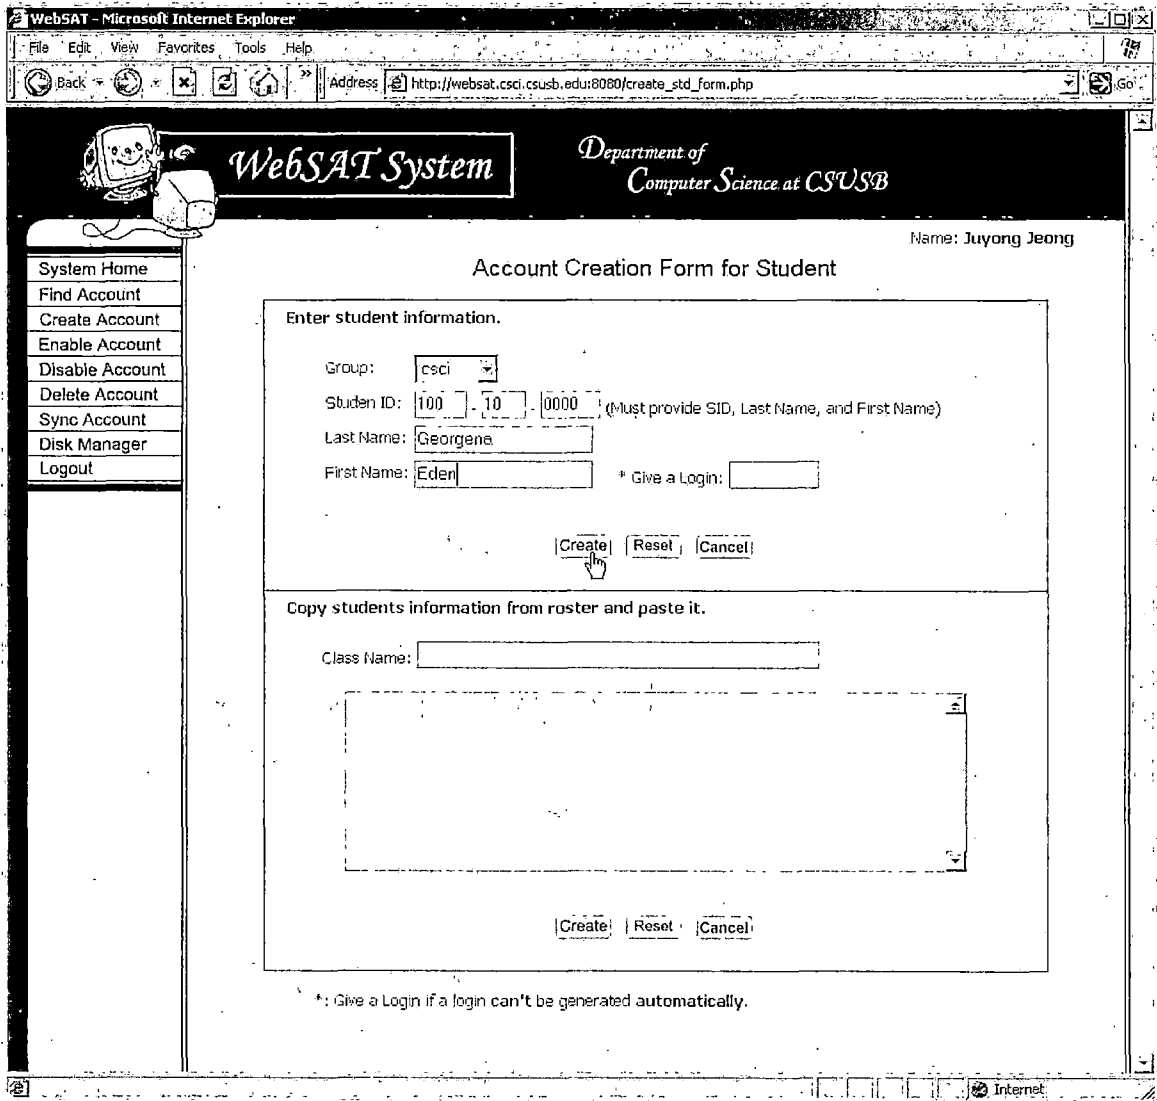 WebSAT - Microsoft Internet Explorer
File Edit View Favorites Tools Help
Back » Address http://websat.csci.csusb.edu:8080/create_std_form.php Go
WebSAT System
Department of
Computer Science at CSUSB
Name: Juyong Jeong
System Home
Find Account
Create Account
Enable Account
Disable Account
Delete Account
Sync Account
Disk Manager
Logout
Account Creation Form for Student
Enter student information.
Group: csci
Studen ID: 100 - 10 - 0000 (Must provide SID, Last Name, and First Name)
Last Name: Georgena
First Name: Eden * Give a Login:
Create Reset Cancel
Copy students information from roster and paste it.
Class Name:
Create Reset Cancel
*: Give a Login if a login can't be generated automatically.
Internet